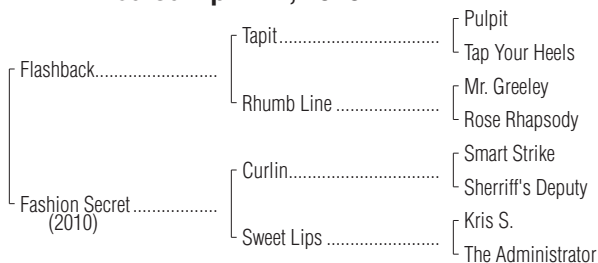 Pulpit
Tapit
Tap Your Heels
Flashback
Mr. Greeley
Rhumb Line
Rose Rhapsody
Smart Strike
Curlin
Sherriff's Deputy
Fashion Secret
(2010)
Kris S.
Sweet Lips
The Administrator